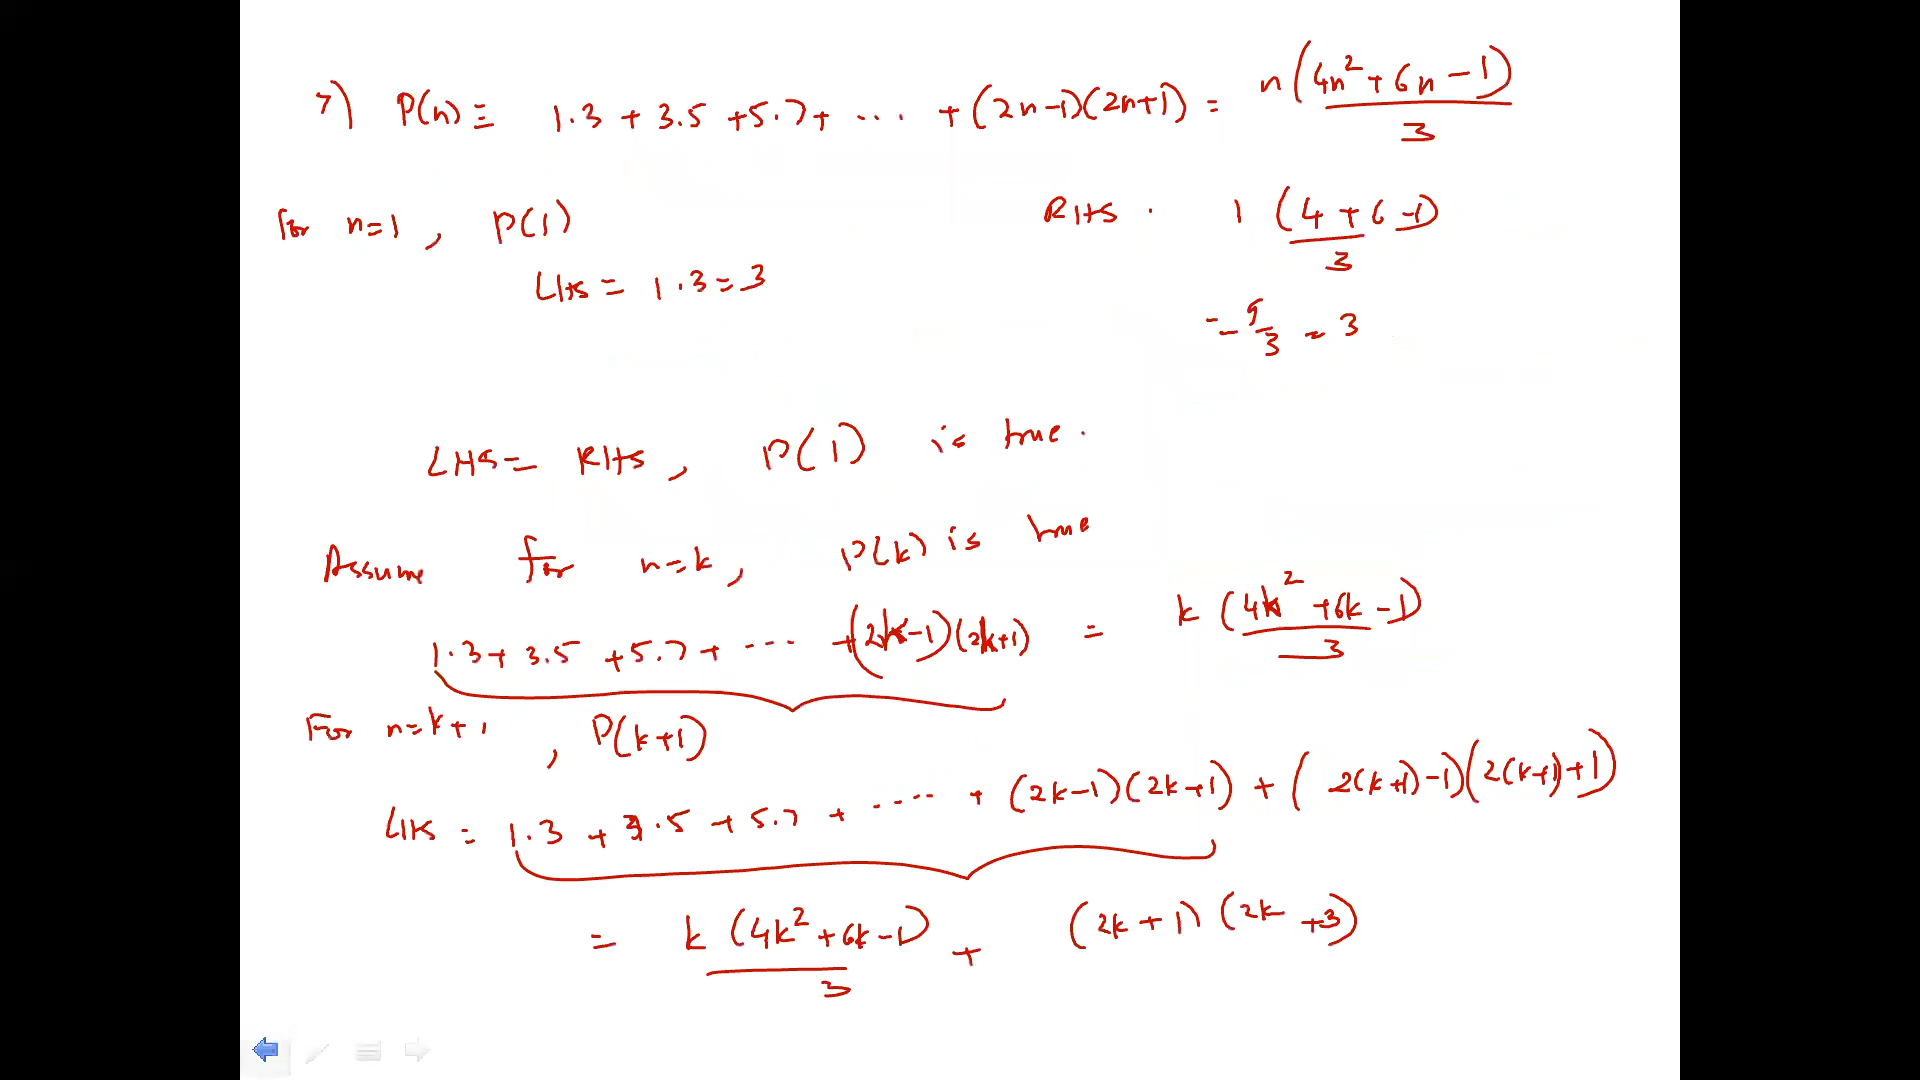 7) P(n) ≡ 1.3 + 3.5 + 5.7 + ... + (2n-1)(2n+1) = n(4n²+6n-1)/3
For n=1, P(1) RHS . 1(4+6-1)/3
LHS = 1.3 = 3
= 9/3 = 3
LHS = RHS, P(1) is true.
Assume for n=k, P(k) is true
1.3 + 3.5 + 5.7 + ... + (2k-1)(2k+1) = k(4k²+6k-1)/3
For n=k+1, P(k+1)
LHS = 1.3 + 3.5 + 5.7 + .... + (2k-1)(2k+1) + (2(k+1)-1)(2(k+1)+1)
= k(4k²+6k-1)/3 + (2k+1)(2k+3)